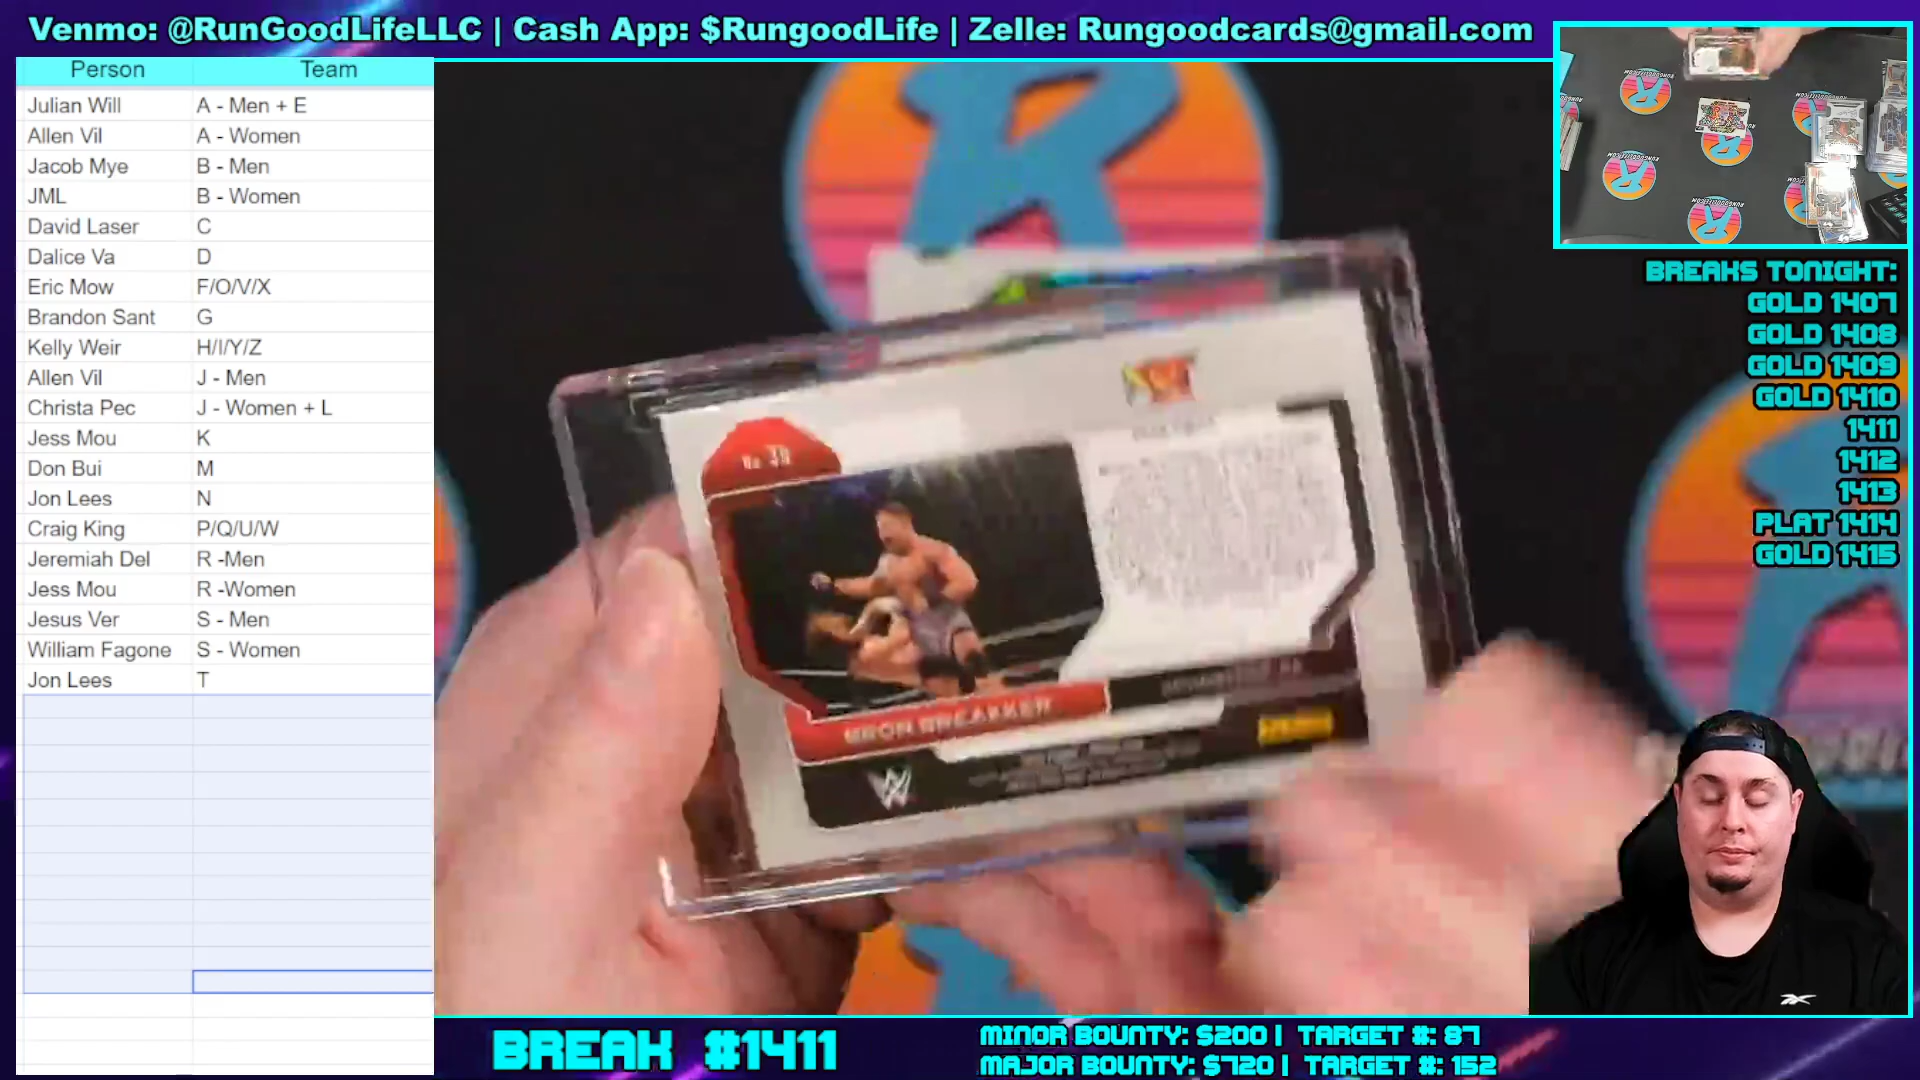 Venmo: @RunGoodLifeLLC | Cash App: $RungoodLife | Zelle: Rungoodcards@gmail.com
Person Team
Julian Will A - Men + E
Allen Vil A - Women
Jacob Mye B - Men
JML B - Women
David Laser C
Dalice Va D
Eric Mow F/O/V/X
Brandon Sant G
Kelly Weir H/I/Y/Z
Allen Vil J - Men
Christa Pec J - Women + L
Jess Mou K
Don Bui M
Jon Lees N
Craig King P/Q/U/W
Jeremiah Del R -Men
Jess Mou R -Women
Jesus Ver S - Men
William Fagone S - Women
Jon Lees T
BRON BREAKKER
PANINI
BREAKS TONIGHT:
GOLD 1407
GOLD 1408
GOLD 1409
GOLD 1410
1411
1412
1413
PLAT 1414
GOLD 1415
BREAK #1411
MINOR BOUNTY: $200 | TARGET #: 87
MAJOR BOUNTY: $720 | TARGET #: 152